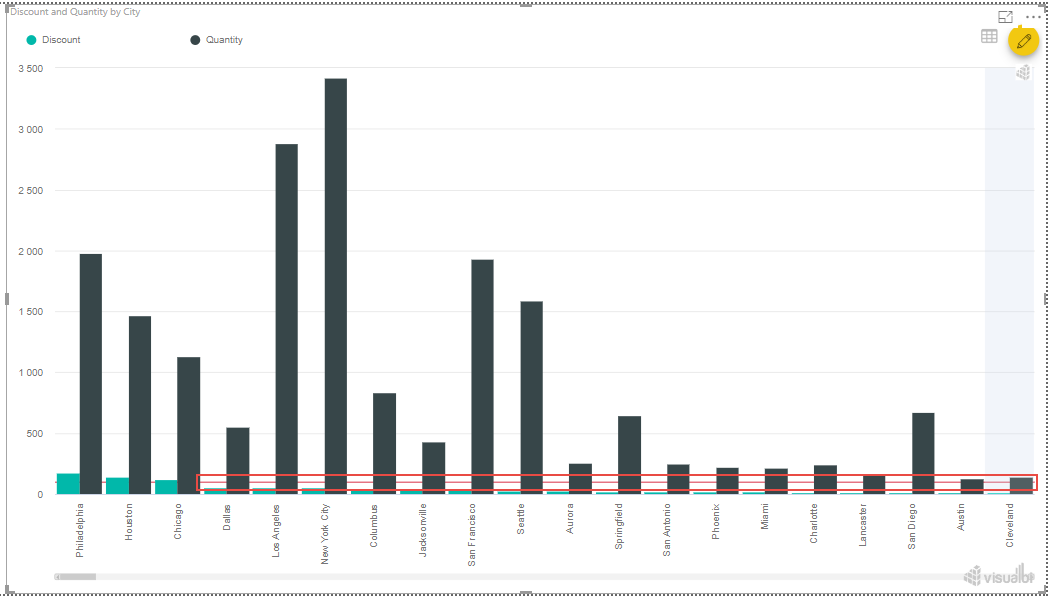 Discount and Quantity by City
Discount
Quantity
3 500
3 000
2 500
2 000
1 500
1 000
500
0
Philadelphia
Houston
Chicago
Dallas
Los Angeles
New York City
Columbus
Jacksonville
San Francisco
Seattle
Aurora
Springfield
San Antonio
Phoenix
Miami
Charlotte
Lancaster
San Diego
Austin
Cleveland
visualbi